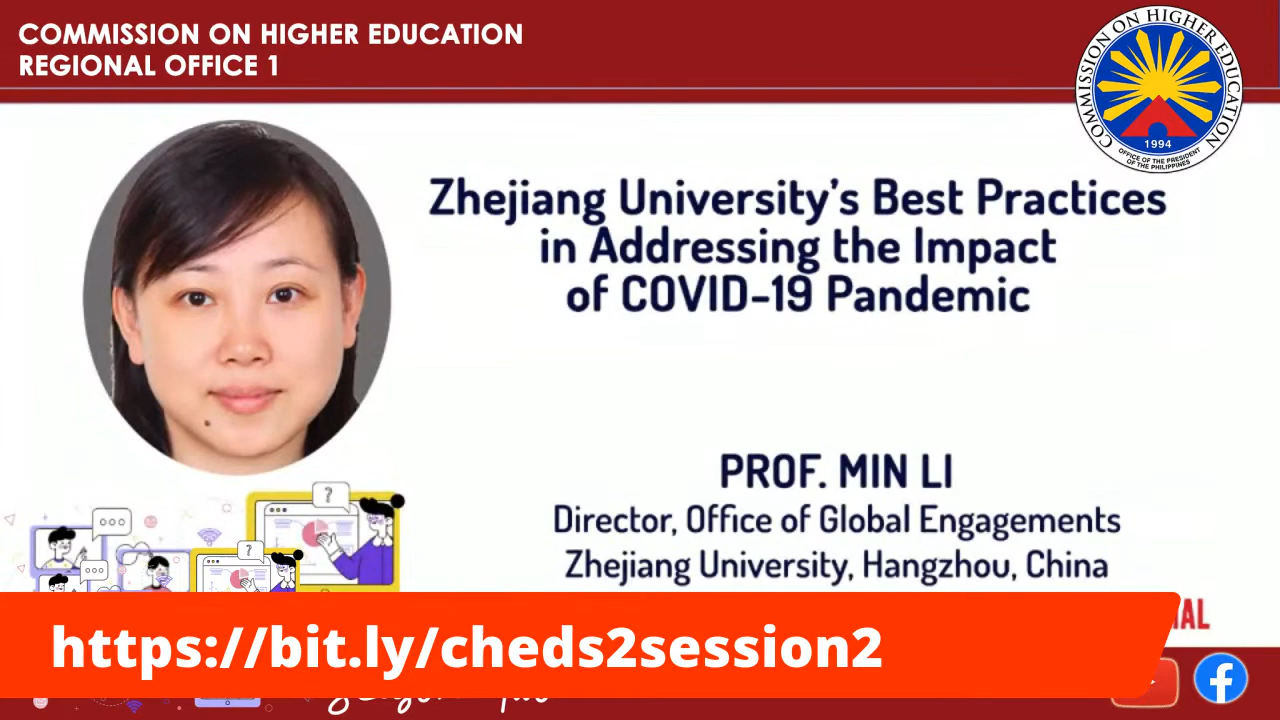 COMMISSION ON HIGHER EDUCATION
REGIONAL OFFICE 1
COMMISSION ON HIGHER EDUCATION
1994
OFFICE OF THE PRESIDENT
OF THE PHILIPPINES
Zhejiang University’s Best Practices
in Addressing the Impact
of COVID-19 Pandemic
PROF. MIN LI
Director, Office of Global Engagements
Zhejiang University, Hangzhou, China
?
?
https://bit.ly/cheds2session2